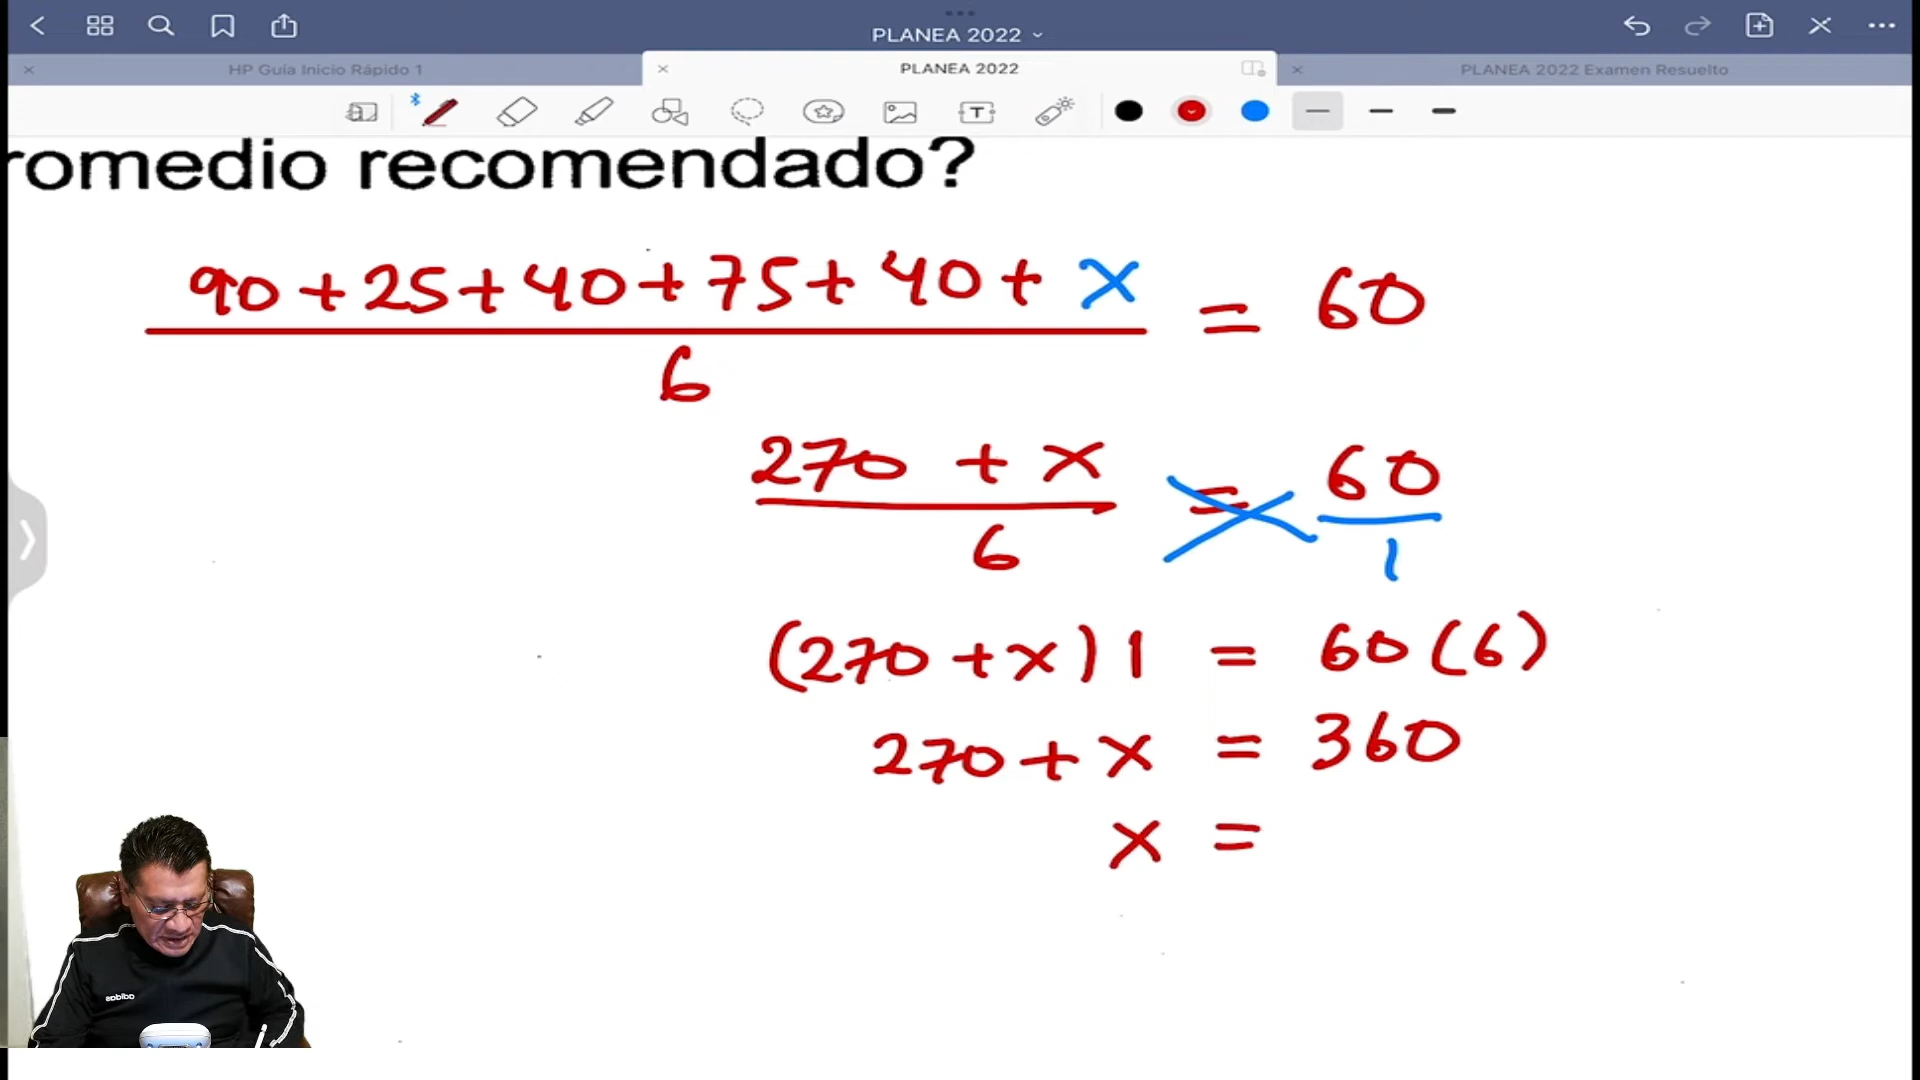 PLANEA 2022
HP Guía Inicio Rápido 1
PLANEA 2022
PLANEA 2022 Examen Resuelto
T
romedio recomendado?
90 + 25 + 40 + 75 + 40 + x = 60
6
270 + x = 60
6 1
(270 + x) 1 = 60 (6)
270 + x = 360
x =
adidas